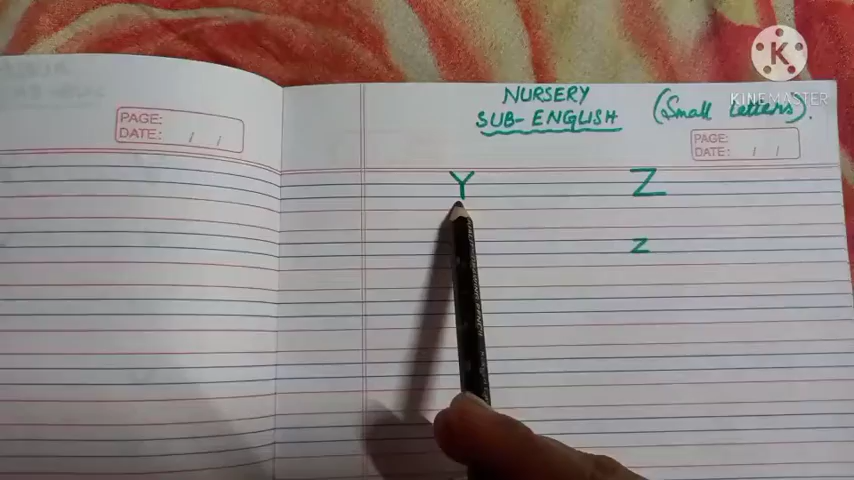 NURSERY
SUB- ENGLISH (Small letters).
K
KINEMASTER
PAGE:
DATE: / /
PAGE:
DATE: / /
Y Z
z